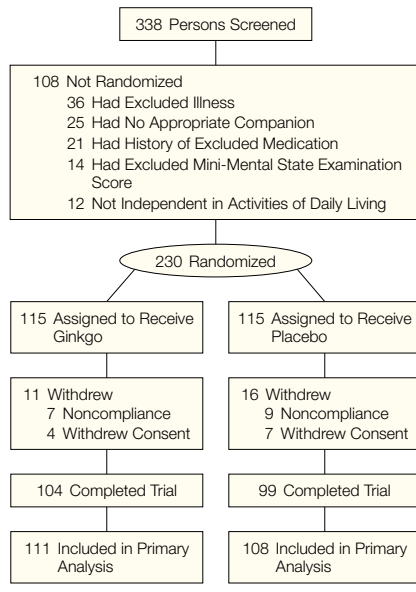 338 Persons Screened
108 Not Randomized
36 Had Excluded Illness
25 Had No Appropriate Companion
21 Had History of Excluded Medication
14 Had Excluded Mini-Mental State Examination
Score
12 Not Independent in Activities of Daily Living
230 Randomized
115 Assigned to Receive
Ginkgo
115 Assigned to Receive
Placebo
11 Withdrew
7 Noncompliance
4 Withdrew Consent
16 Withdrew
9 Noncompliance
7 Withdrew Consent
104 Completed Trial
99 Completed Trial
111 Included in Primary
Analysis
108 Included in Primary
Analysis